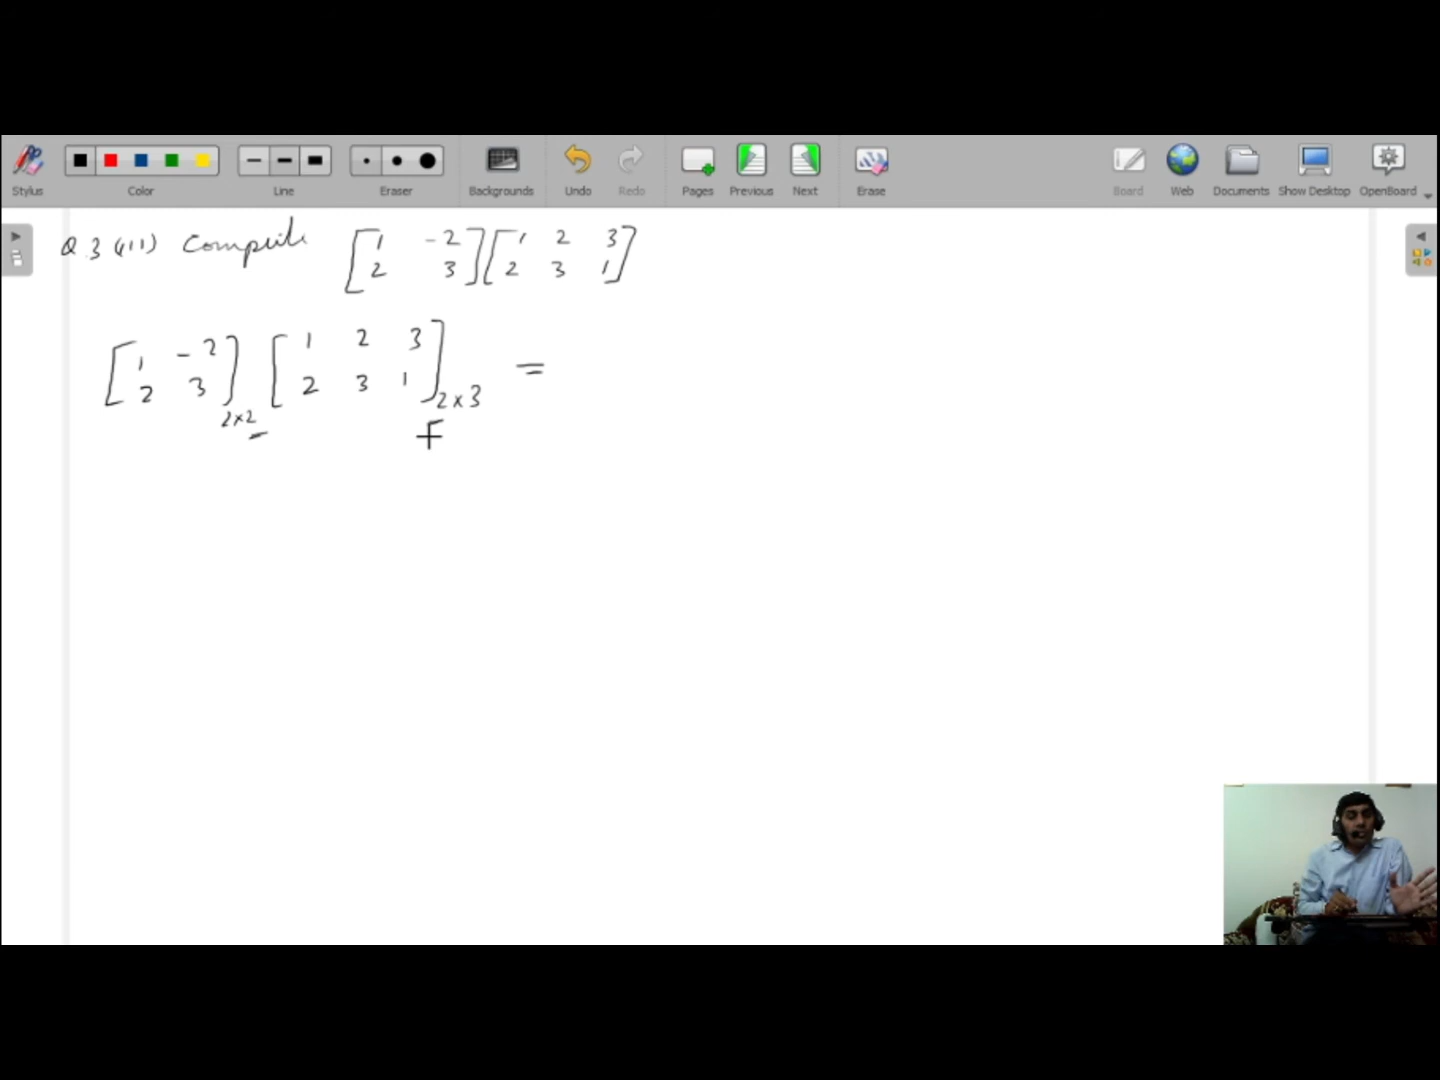 Stylus Color Line Eraser Backgrounds Undo Redo Pages Previous Next Erase Board Web Documents Show Desktop OpenBoard
Q.3 (iii) Compute [1 -2] [1 2 3]
[2 3] [2 3 1]
[1 -2] [1 2 3] =
[2 3]2×2 [2 3 1]2×3